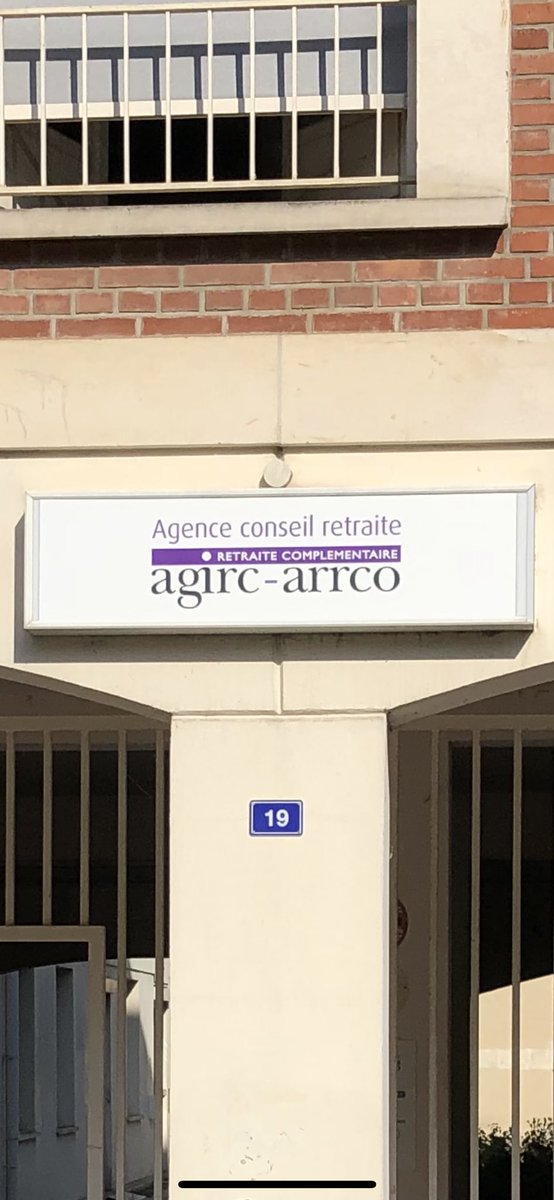 Agence conseil retraite
RETRAITE COMPLEMENTAIRE
agirc-arrco
19